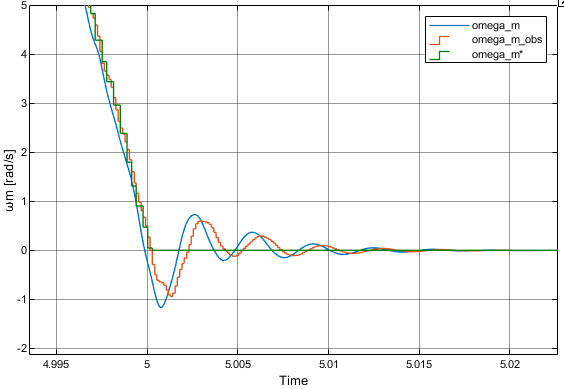 5
4
3
2
1
0
-1
-2
ωm [rad/s]
omega_m
omega_m_obs
omega_m*
4.995
5
5.005
5.01
5.015
5.02
Time